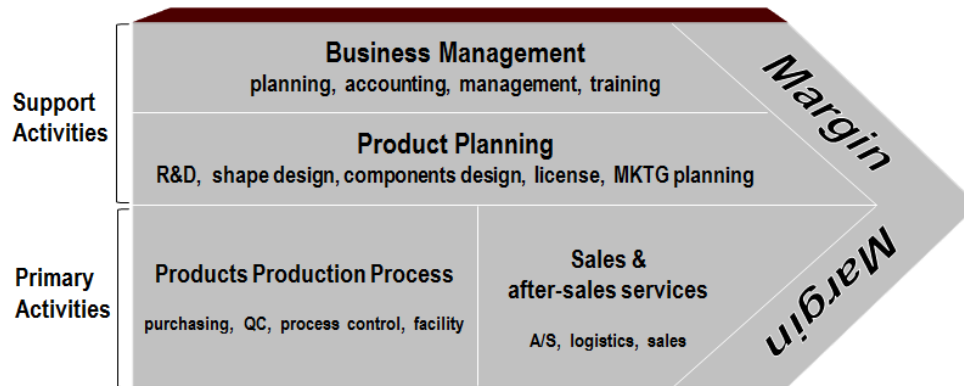 Business Management
planning, accounting, management, training
Support
Activities
Product Planning
R&D, shape design, components design, license, MKTG planning
Margin
Primary
Activities
Products Production Process
purchasing, QC, process control, facility
Sales &
after-sales services
A/S, logistics, sales
Margin